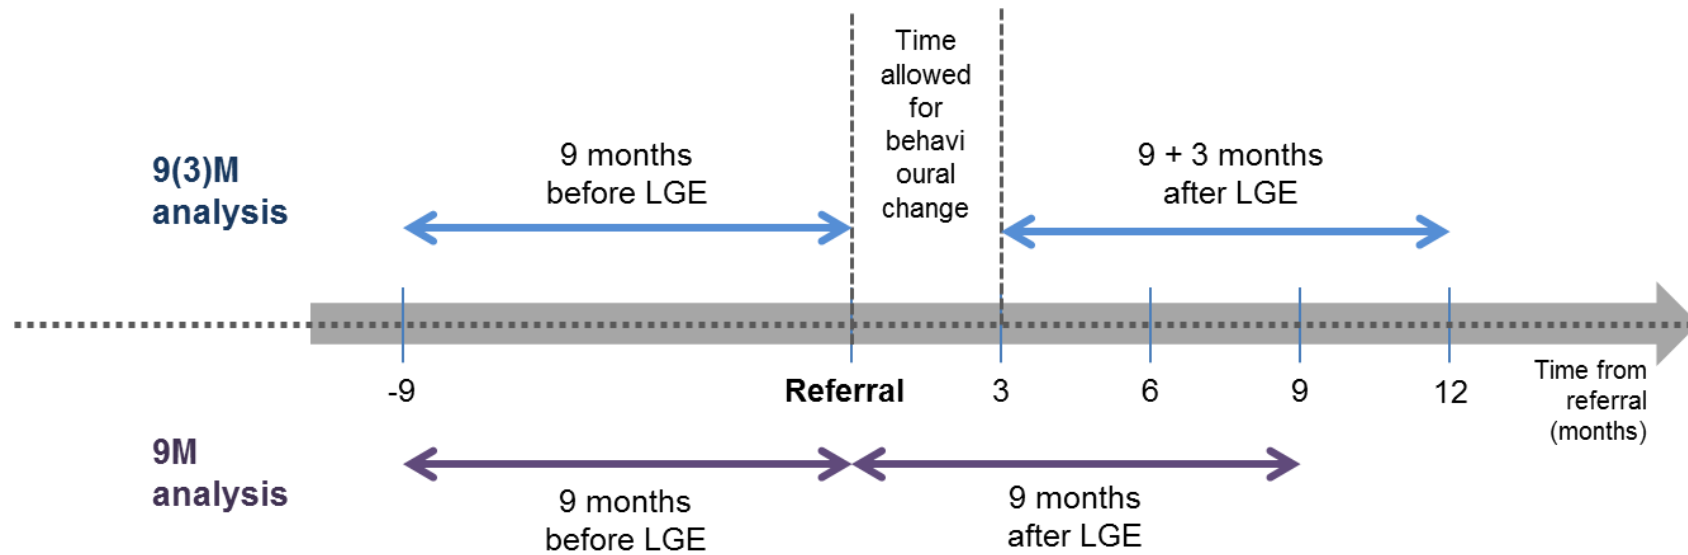 Time
allowed
for
behavi
oural
change
9(3)M
analysis
9 months
before LGE
9 + 3 months
after LGE
-9
Referral
3
6
9
12
Time from
referral
(months)
9M
analysis
9 months
before LGE
9 months
after LGE